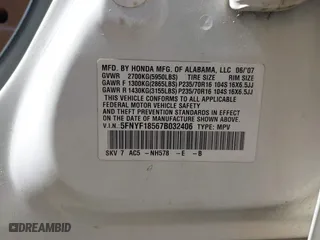 MFD. BY HONDA MFG. OF ALABAMA, LLC 06/07
GVWR 2700KG(5950LBS) TIRE SIZE RIM SIZE
GAWR F 1300KG(2865LBS) P235/70R16 104S 16X6.5JJ
GAWR R 1430KG(3155LBS) P235/70R16 104S 16X6.5JJ
THIS VEHICLE CONFORMS TO ALL APPLICABLE
FEDERAL MOTOR VEHICLE SAFETY STANDARDS
IN EFFECT ON THE DATE OF MANUFACTURE SHOWN ABOVE.
V.I.N: 5FNYF18567B032406 TYPE: MPV
SKV 7 AC5 -NH578 -E -B